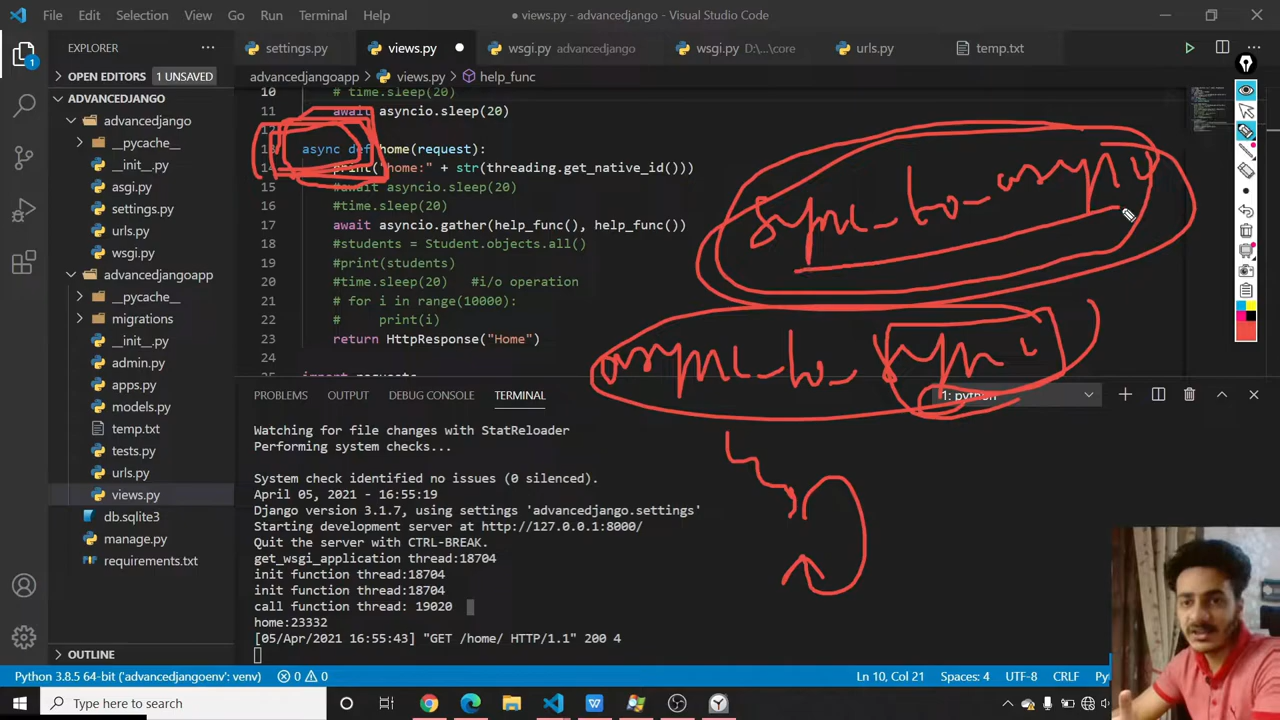 File Edit Selection View Go Run Terminal Help
● views.py - advancedjango - Visual Studio Code
EXPLORER
settings.py
views.py
wsgi.py advancedjango
wsgi.py D:\...\core
urls.py
temp.txt
OPEN EDITORS 1 UNSAVED
advancedjangoapp > views.py > help_func
ADVANCEDJANGO
advancedjango
__pycache__
__init__.py
asgi.py
settings.py
urls.py
wsgi.py
advancedjangoapp
__pycache__
migrations
__init__.py
admin.py
apps.py
models.py
temp.txt
tests.py
urls.py
views.py
db.sqlite3
manage.py
requirements.txt
OUTLINE
10 # time.sleep(20)
11 await asyncio.sleep(20)
12
13 async def home(request):
14 print("home:" + str(threading.get_native_id()))
15 #await asyncio.sleep(20)
16 #time.sleep(20)
17 await asyncio.gather(help_func(), help_func())
18 #students = Student.objects.all()
19 #print(students)
20 #time.sleep(20) #i/o operation
21 # for i in range(10000):
22 # print(i)
23 return HttpResponse("Home")
24
import requests
sync_to_async
async_to_sync
PROBLEMS OUTPUT DEBUG CONSOLE TERMINAL
1: python
Watching for file changes with StatReloader
Performing system checks...
System check identified no issues (0 silenced).
April 05, 2021 - 16:55:19
Django version 3.1.7, using settings 'advancedjango.settings'
Starting development server at http://127.0.0.1:8000/
Quit the server with CTRL-BREAK.
get_wsgi_application thread:18704
init function thread:18704
init function thread:18704
call function thread: 19020
home:23332
[05/Apr/2021 16:55:43] "GET /home/ HTTP/1.1" 200 4
Python 3.8.5 64-bit ('advancedjangoenv': venv) 0 0
Ln 10, Col 21 Spaces: 4 UTF-8 CRLF
Type here to search